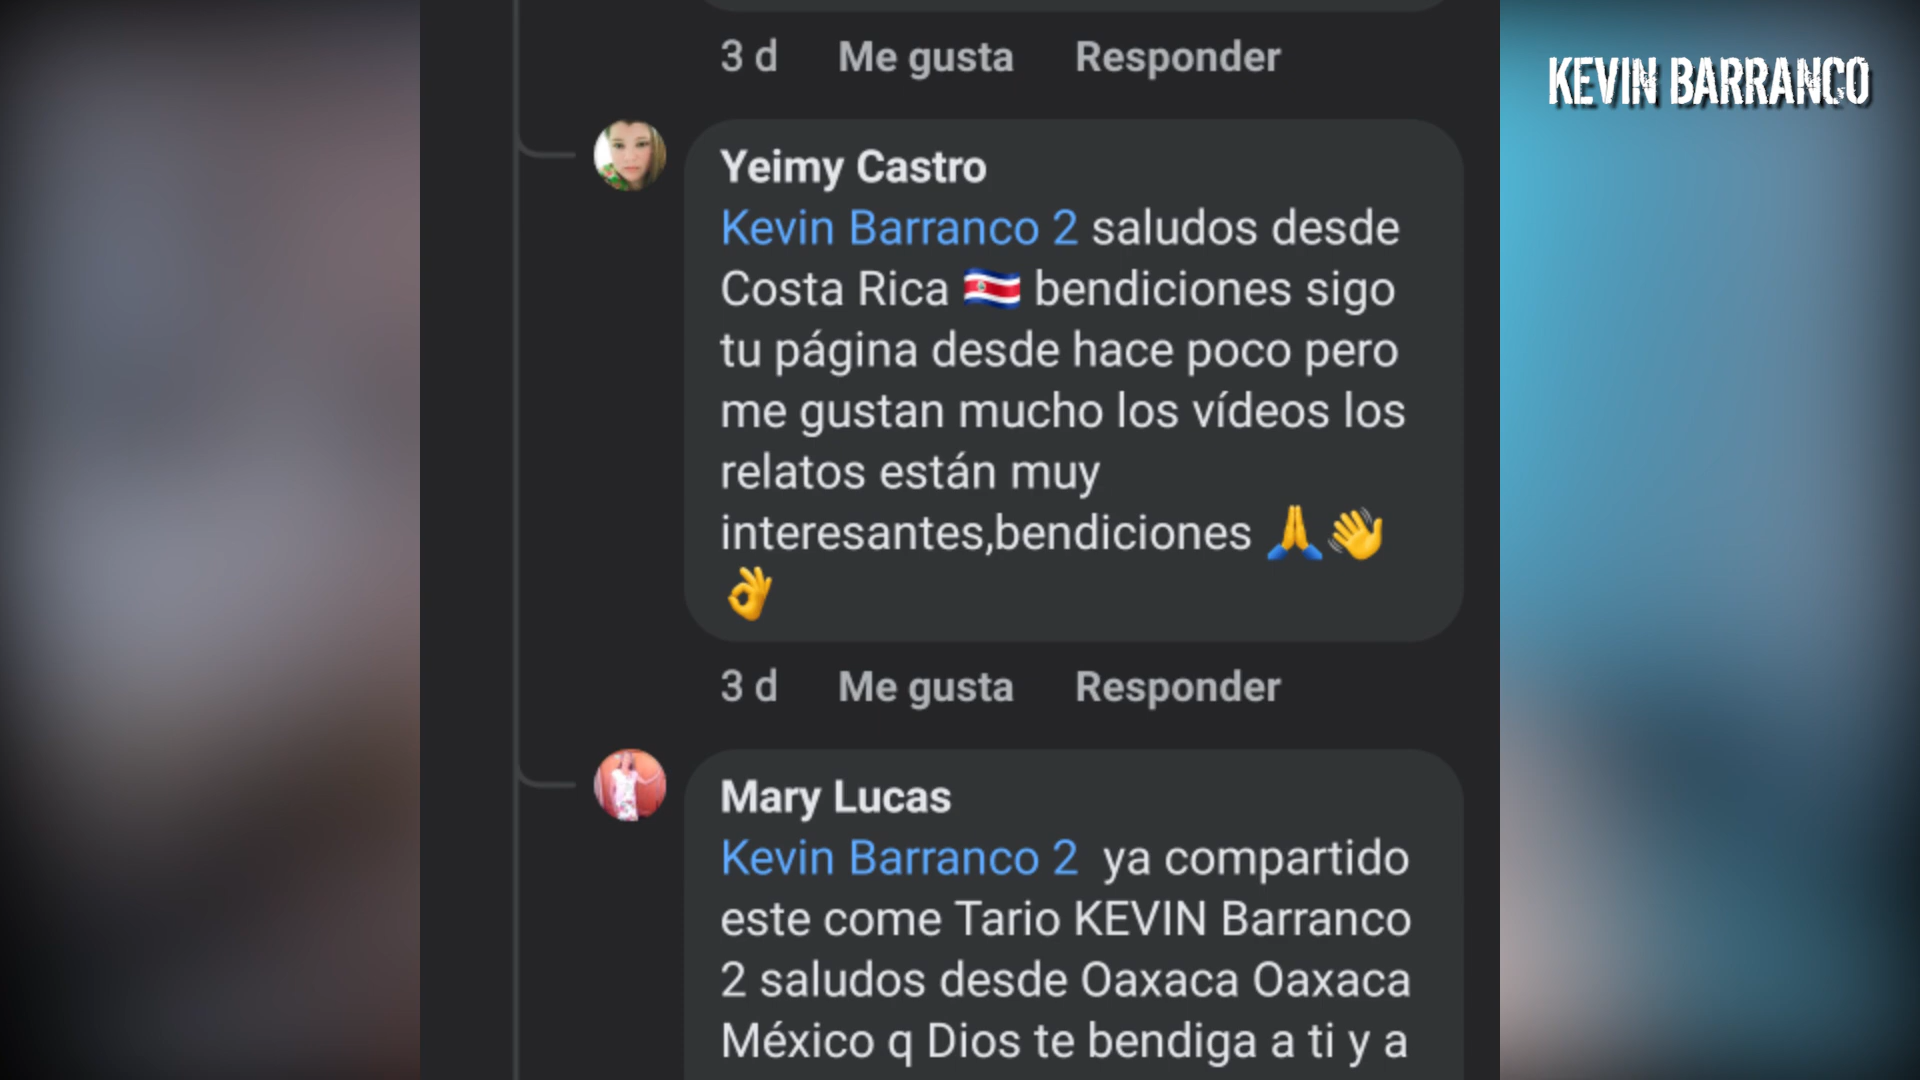 3 d Me gusta Responder
KEVIN BARRANCO
Yeimy Castro
Kevin Barranco 2 saludos desde
Costa Rica 🇨🇷 bendiciones sigo
tu página desde hace poco pero
me gustan mucho los vídeos los
relatos están muy
interesantes,bendiciones 🙏👋
👌
3 d Me gusta Responder
Mary Lucas
Kevin Barranco 2 ya compartido
este come Tario KEVIN Barranco
2 saludos desde Oaxaca Oaxaca
México q Dios te bendiga a ti y a